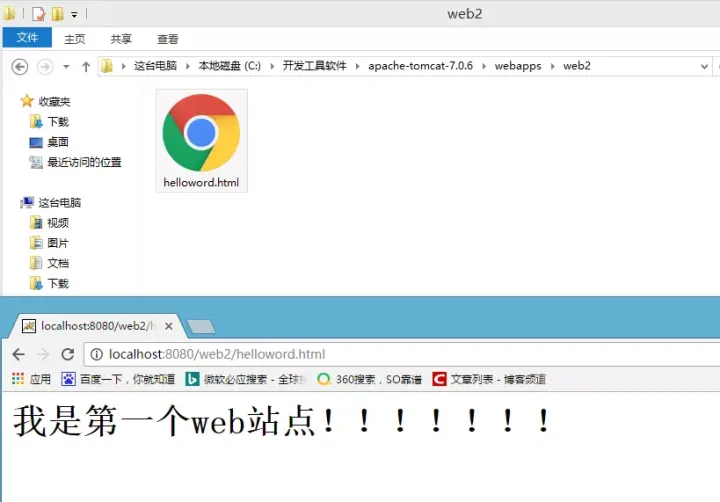 web2
文件 主页 共享 查看
这台电脑 本地磁盘 (C:) 开发工具软件 apache-tomcat-7.0.6 webapps web2
收藏夹
下载
桌面
最近访问的位置
helloword.html
这台电脑
视频
图片
文档
下载
localhost:8080/web2/h
localhost:8080/web2/helloword.html
应用 百度一下，你就知道 微软必应搜索 - 全球 360搜索，SO靠谱 文章列表 - 博客频道
我是第一个web站点！！！！！！！